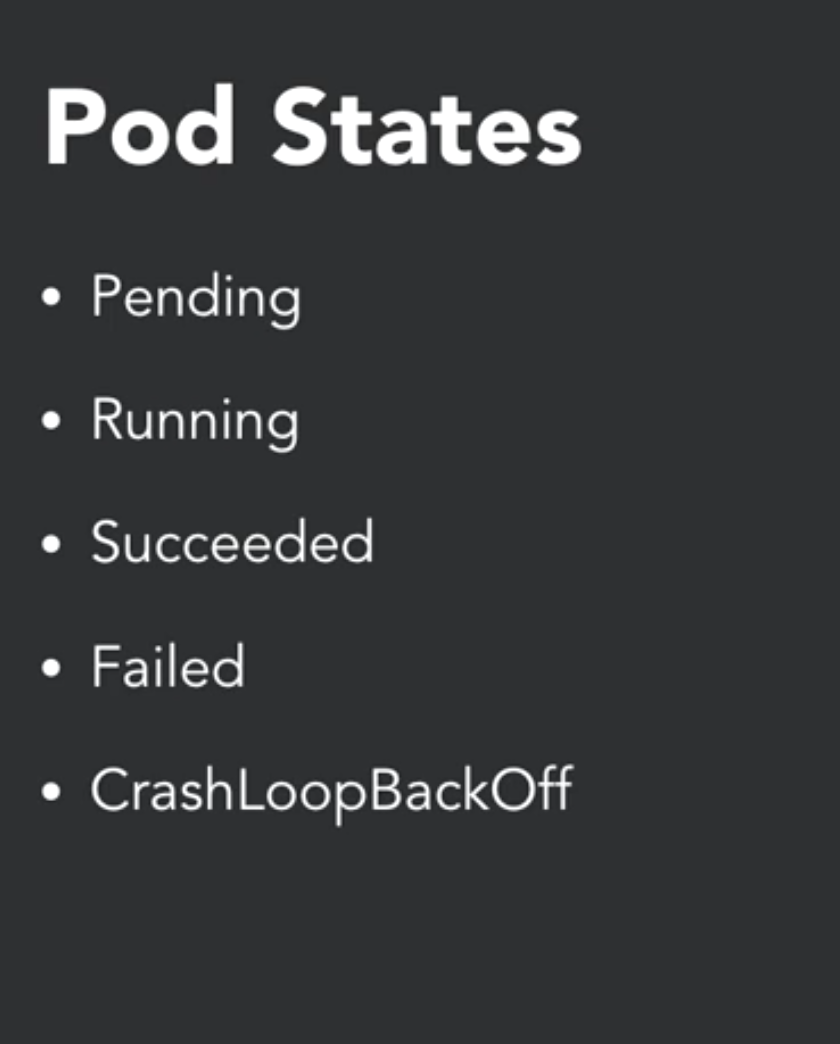 Pod States
• Pending
• Running
• Succeeded
• Failed
• CrashLoopBackOff